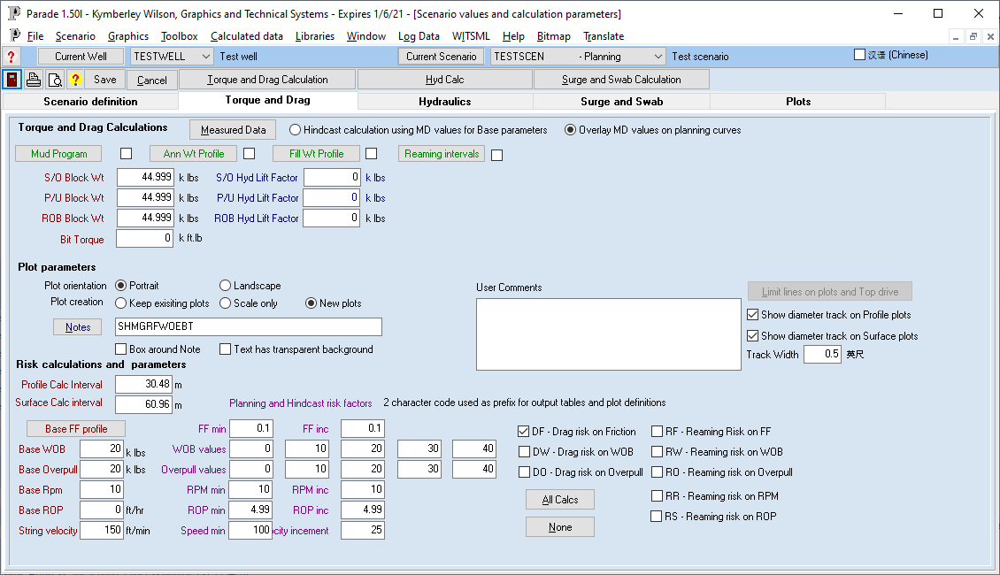 Parade 1.50l - Kymberley Wilson, Graphics and Technical Systems - Expires 1/6/21 - [Scenario values and calculation parameters]
File Scenario Graphics Toolbox Calculated data Libraries Window Log Data WITSML Help Bitmap Translate
? Current Well TESTWELL Test well Current Scenario TESTSCEN - Planning Test scenario 汉语 (Chinese)
? Save Cancel Torque and Drag Calculation Hyd Calc Surge and Swab Calculation
Scenario definition Torque and Drag Hydraulics Surge and Swab Plots
Torque and Drag Calculations Measured Data Hindcast calculation using MD values for Base parameters Overlay MD values on planning curves
Mud Program Ann Wt Profile Fill Wt Profile Reaming intervals
S/O Block Wt 44.999 k lbs S/O Hyd Lift Factor 0 k lbs
P/U Block Wt 44.999 k lbs P/U Hyd Lift Factor 0 k lbs
ROB Block Wt 44.999 k lbs ROB Hyd Lift Factor 0 k lbs
Bit Torque 0 k ft.lb
Plot parameters
Plot orientation Portrait Landscape User Comments Limit lines on plots and Top drive
Plot creation Keep exisiting plots Scale only New plots
Show diameter track on Profile plots
Notes SHMGRFWOEBT
Show diameter track on Surface plots
Box around Note Text has transparent background
Track Width 0.5 英尺
Risk calculations and parameters
Profile Calc Interval 30.48 m
Surface Calc interval 60.96 m Planning and Hindcast risk factors 2 character code used as prefix for output tables and plot definitions
Base FF profile FF min 0.1 FF inc 0.1 DF - Drag risk on Friction RF - Reaming Risk on FF
Base WOB 20 k lbs WOB values 0 10 20 30 40 DW - Drag risk on WOB RW - Reaming risk on WOB
Base Overpull 20 k lbs Overpull values 0 10 20 30 40 DO - Drag risk on Overpull RO - Reaming risk on Overpull
Base Rpm 10 RPM min 10 RPM inc 10 All Calcs RR - Reaming risk on RPM
Base ROP 0 ft/hr ROP min 4.99 ROP inc 4.99 RS - Reaming risk on ROP
String velocity 150 ft/min Speed min 100 city incement 25 None